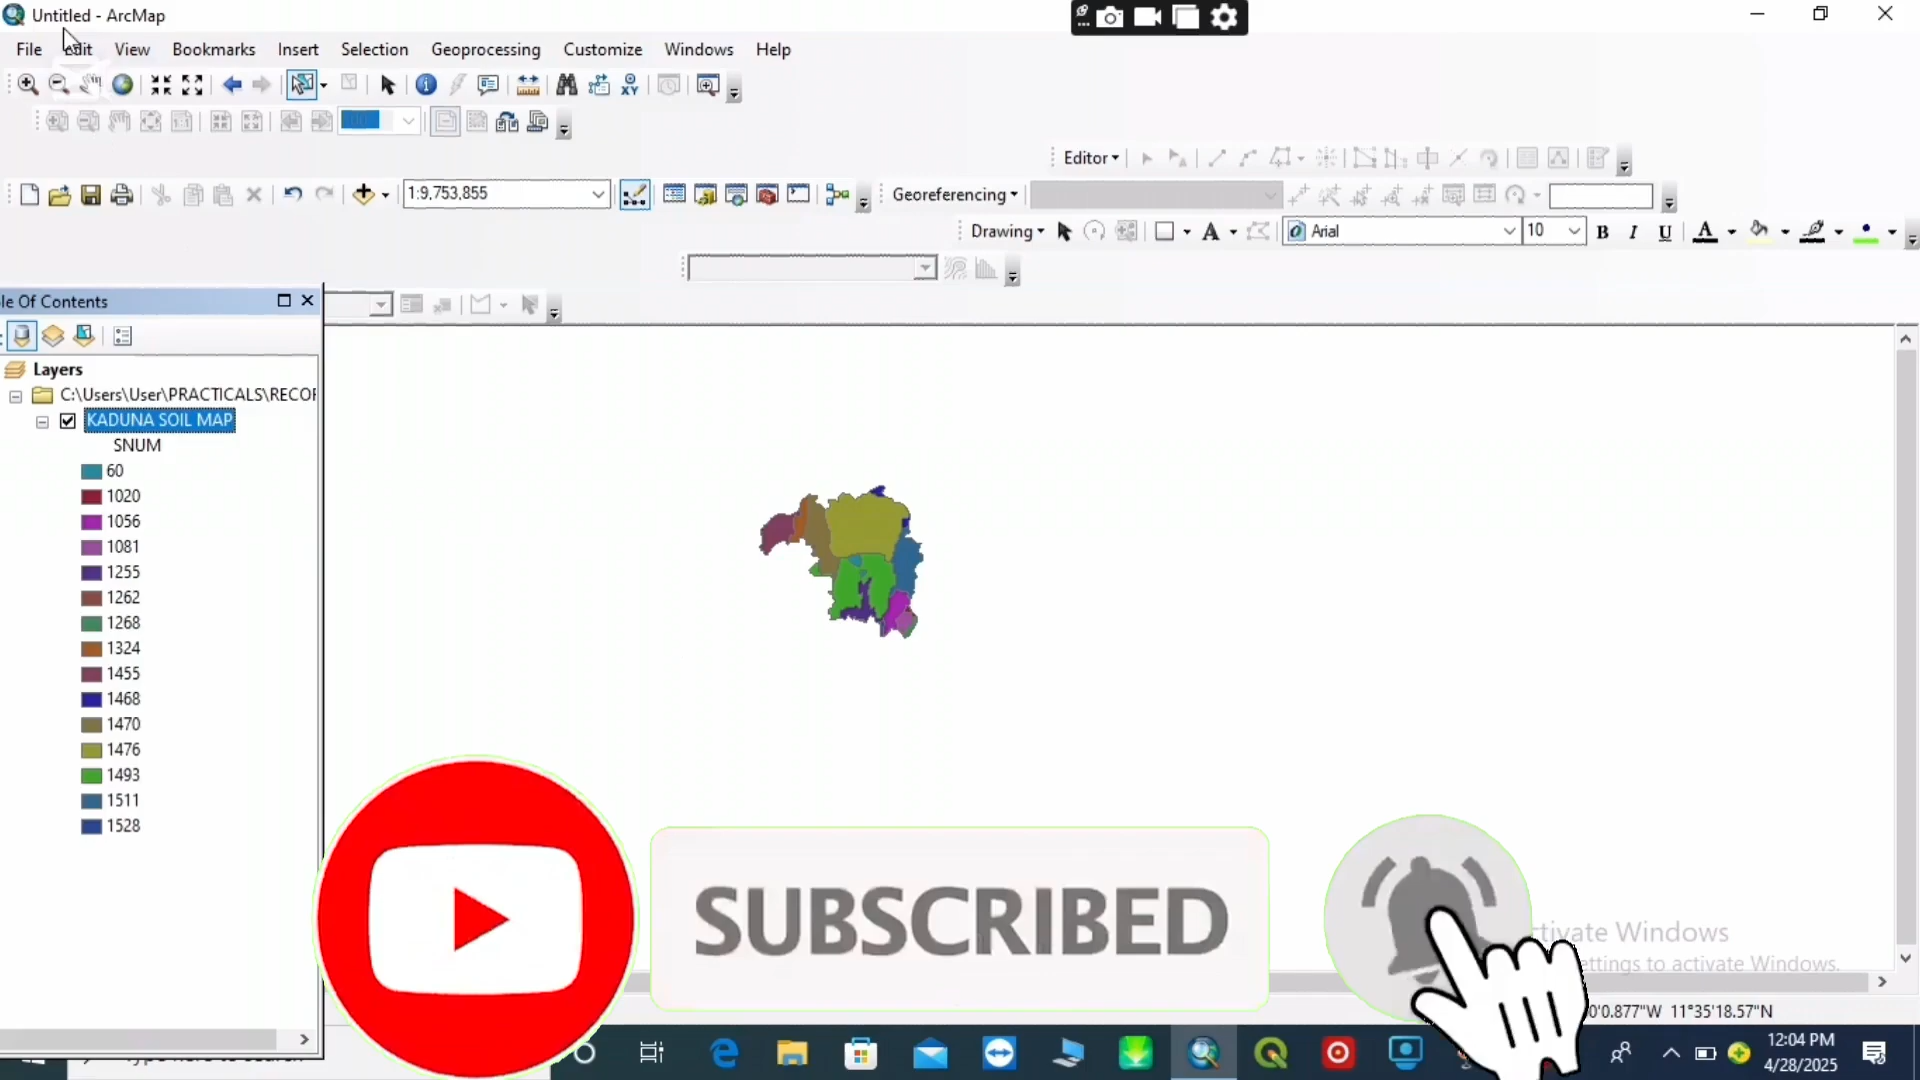 Untitled - ArcMap
File Edit View Bookmarks Insert Selection Geoprocessing Customize Windows Help
Editor
1:9,753,855
Georeferencing
Drawing
Arial
10
B I U A
le Of Contents
Layers
C:\Users\User\PRACTICALS\RECOR
KADUNA SOIL MAP
SNUM
60
1020
1056
1081
1255
1262
1268
1324
1455
1468
1470
1476
1493
1511
1528
SUBSCRIBED
ctivate Windows
ettings to activate Windows.
0'0.877"W 11°35'18.57"N
12:04 PM
4/28/2025